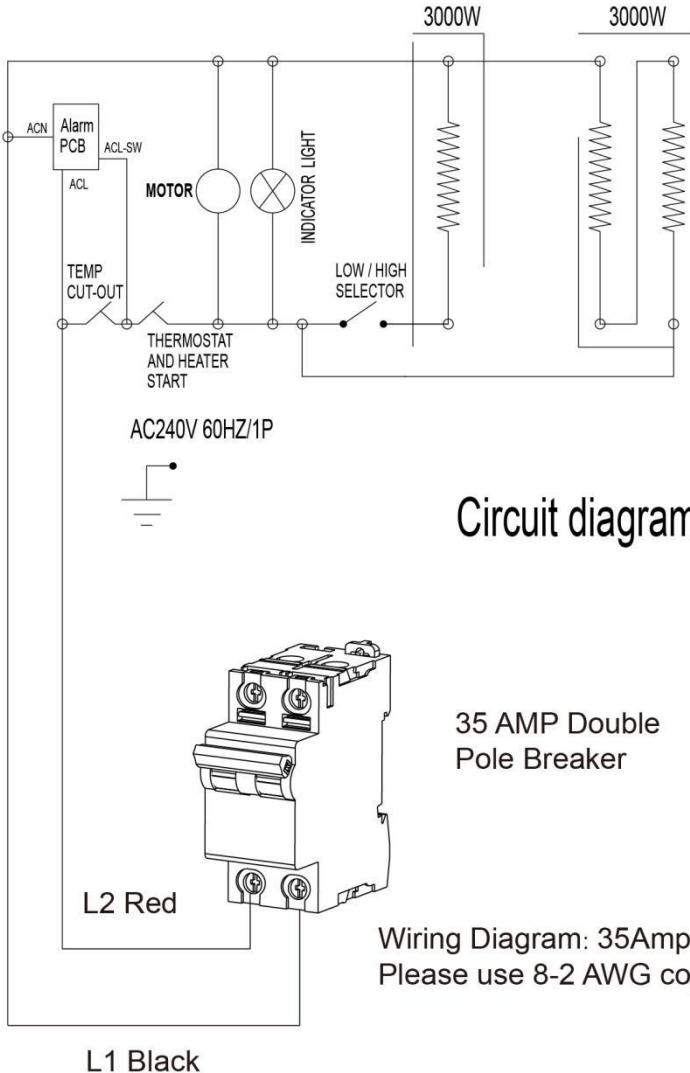 3000W
3000W
ACN
Alarm
PCB
ACL-SW
ACL
MOTOR
INDICATOR LIGHT
TEMP
CUT-OUT
THERMOSTAT
AND HEATER
START
LOW / HIGH
SELECTOR
AC240V 60HZ/1P
Circuit diagram
35 AMP Double
Pole Breaker
L2 Red
Wiring Diagram: 35Amp
Please use 8-2 AWG co
L1 Black